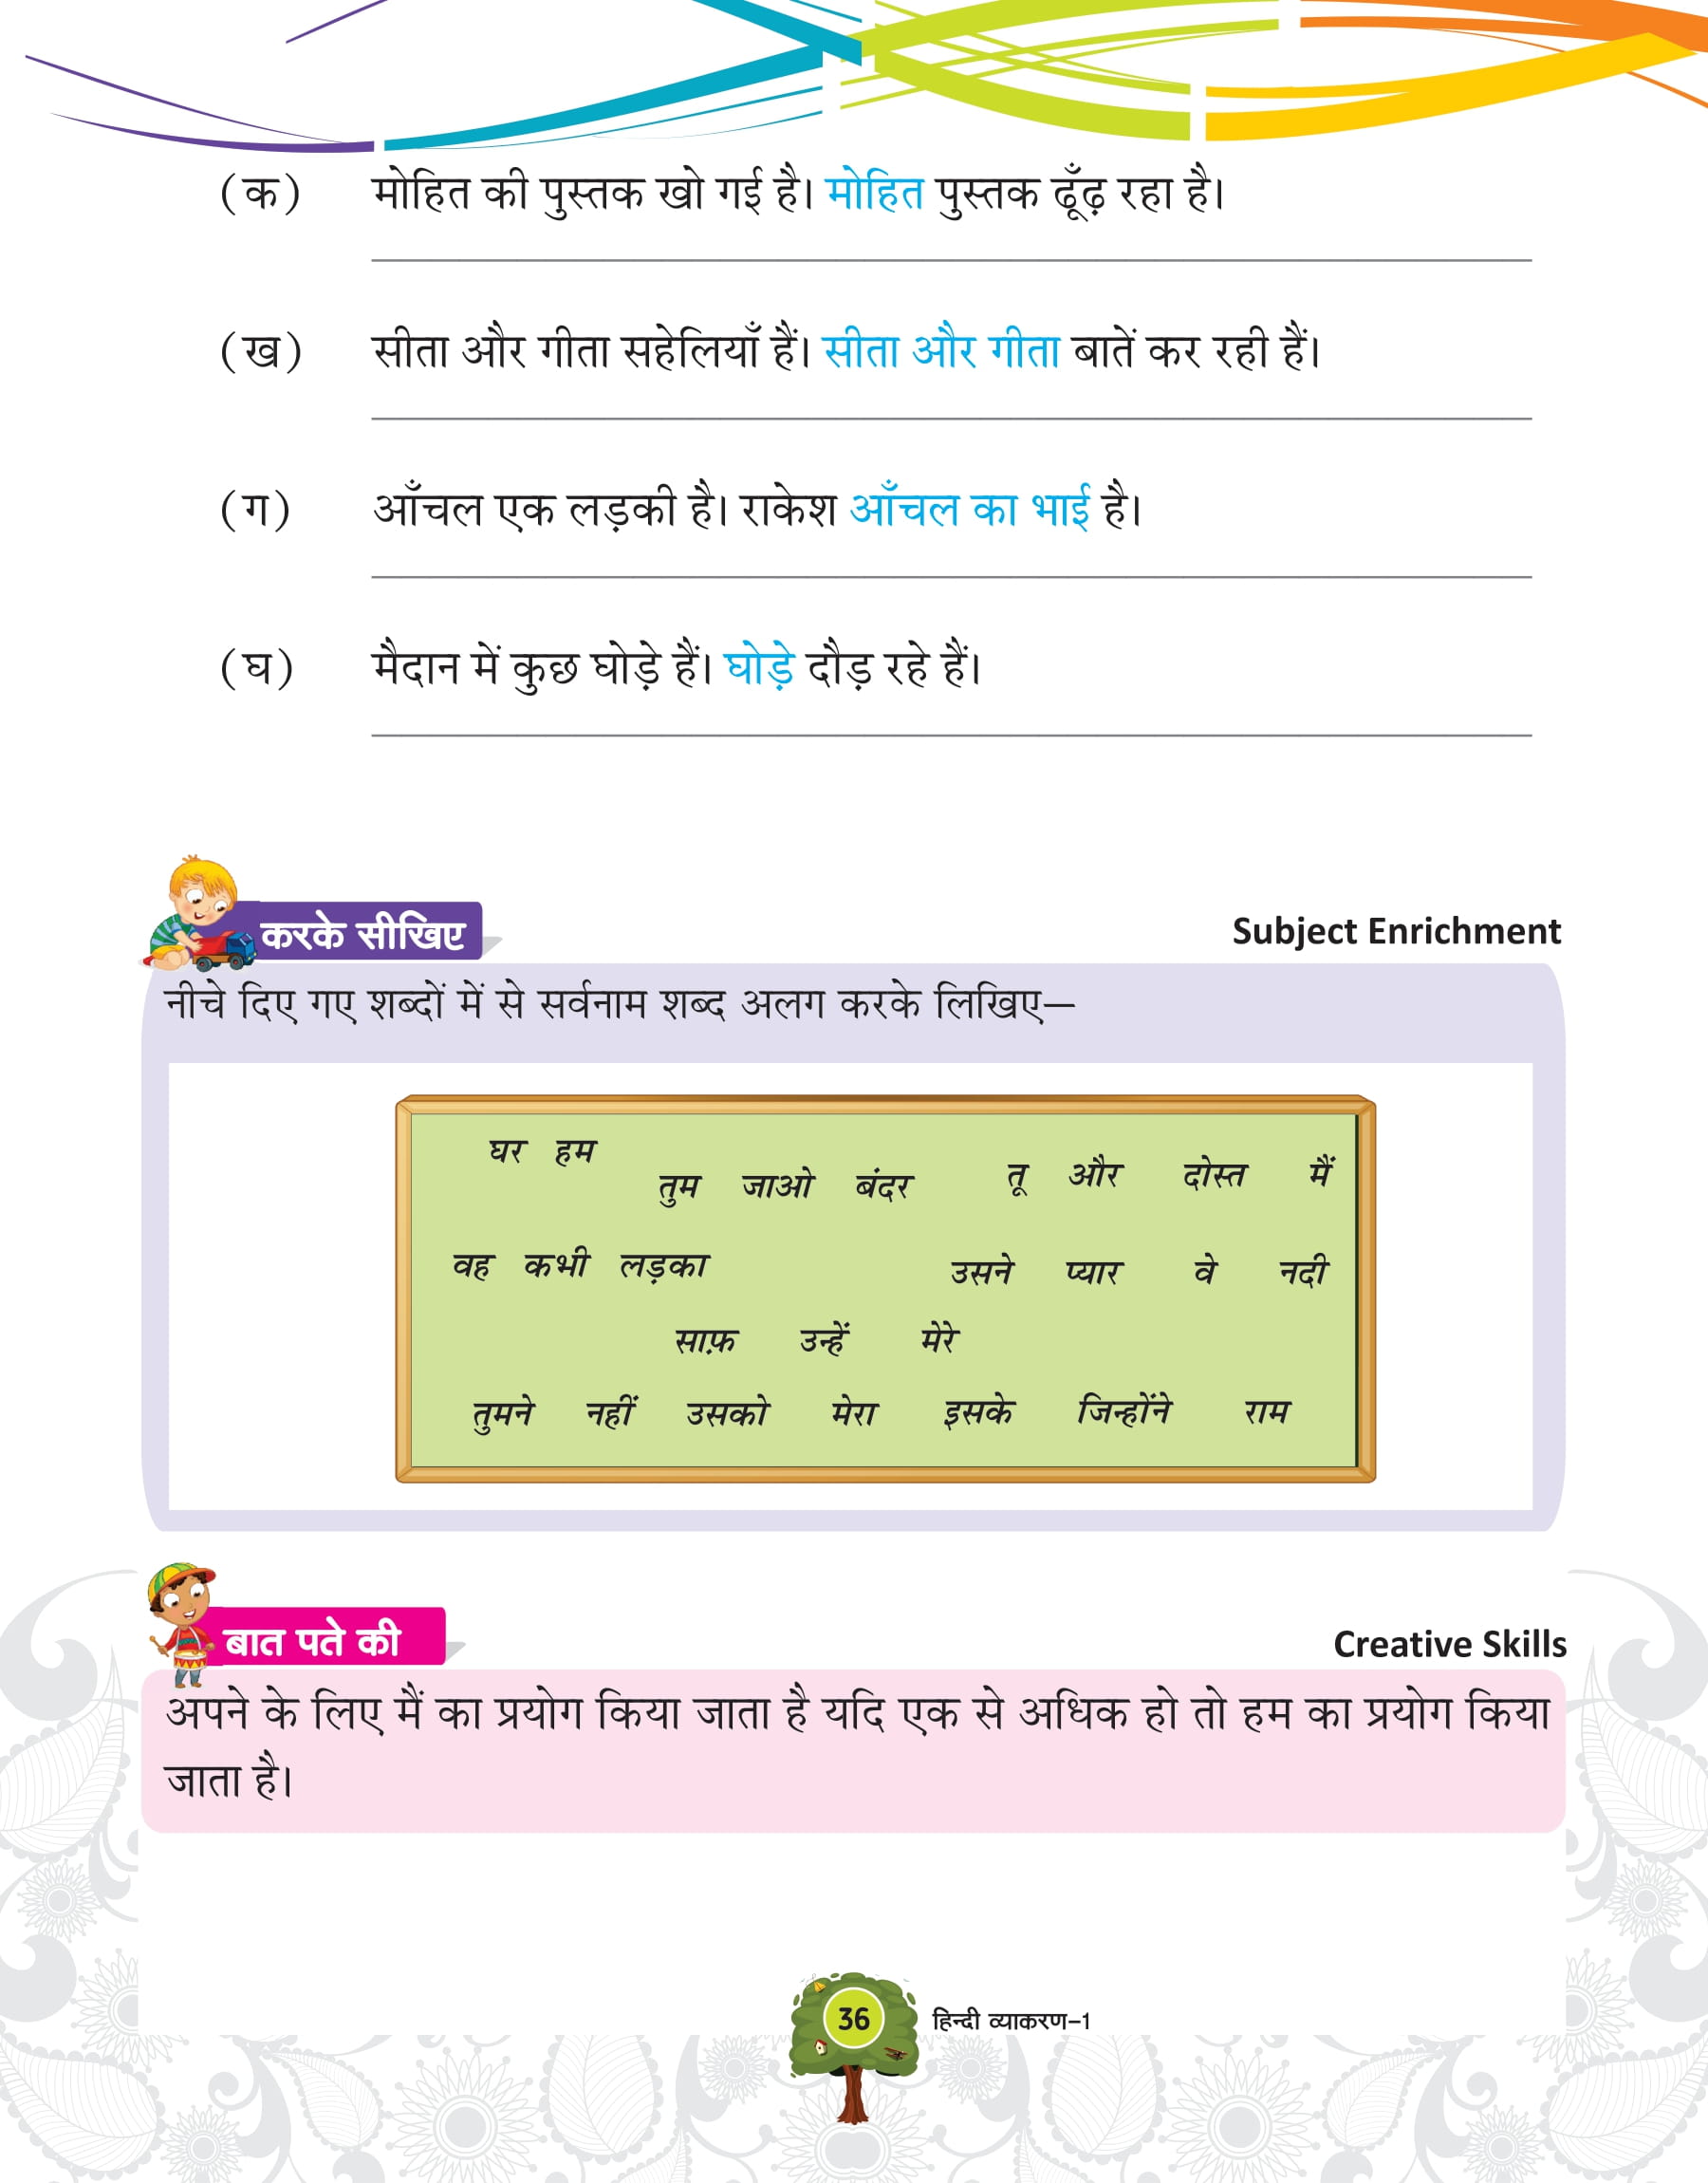 (क) मोहित की पुस्तक खो गई है। मोहित पुस्तक ढूँढ़ रहा है।
(ख) सीता और गीता सहेलियाँ हैं। सीता और गीता बातें कर रही हैं।
(ग) आँचल एक लड़की है। राकेश आँचल का भाई है।
(घ) मैदान में कुछ घोड़े हैं। घोड़े दौड़ रहे हैं।
करके सीखिए Subject Enrichment
नीचे दिए गए शब्दों में से सर्वनाम शब्द अलग करके लिखिए—
घर हम
तुम जाओ बंदर तू और दोस्त मैं
वह कभी लड़का उसने प्यार वे नदी
साफ़ उन्हें मेरे
तुमने नहीं उसको मेरा इसके जिन्होंने राम
बात पते की Creative Skills
अपने के लिए मैं का प्रयोग किया जाता है यदि एक से अधिक हो तो हम का प्रयोग किया
जाता है।
36 हिन्दी व्याकरण-1